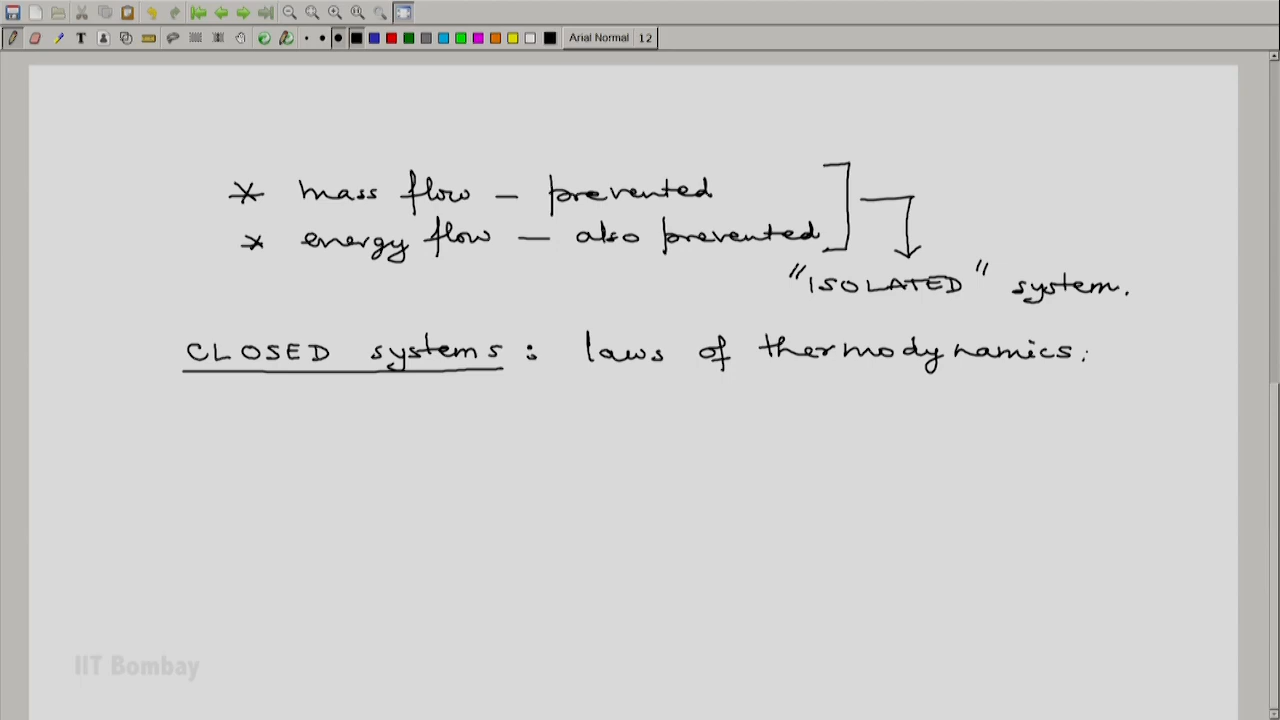 Arial Normal 12
* mass flow – prevented
* energy flow – also prevented
"ISOLATED" system.
CLOSED systems: laws of thermodynamics.
IIT Bombay